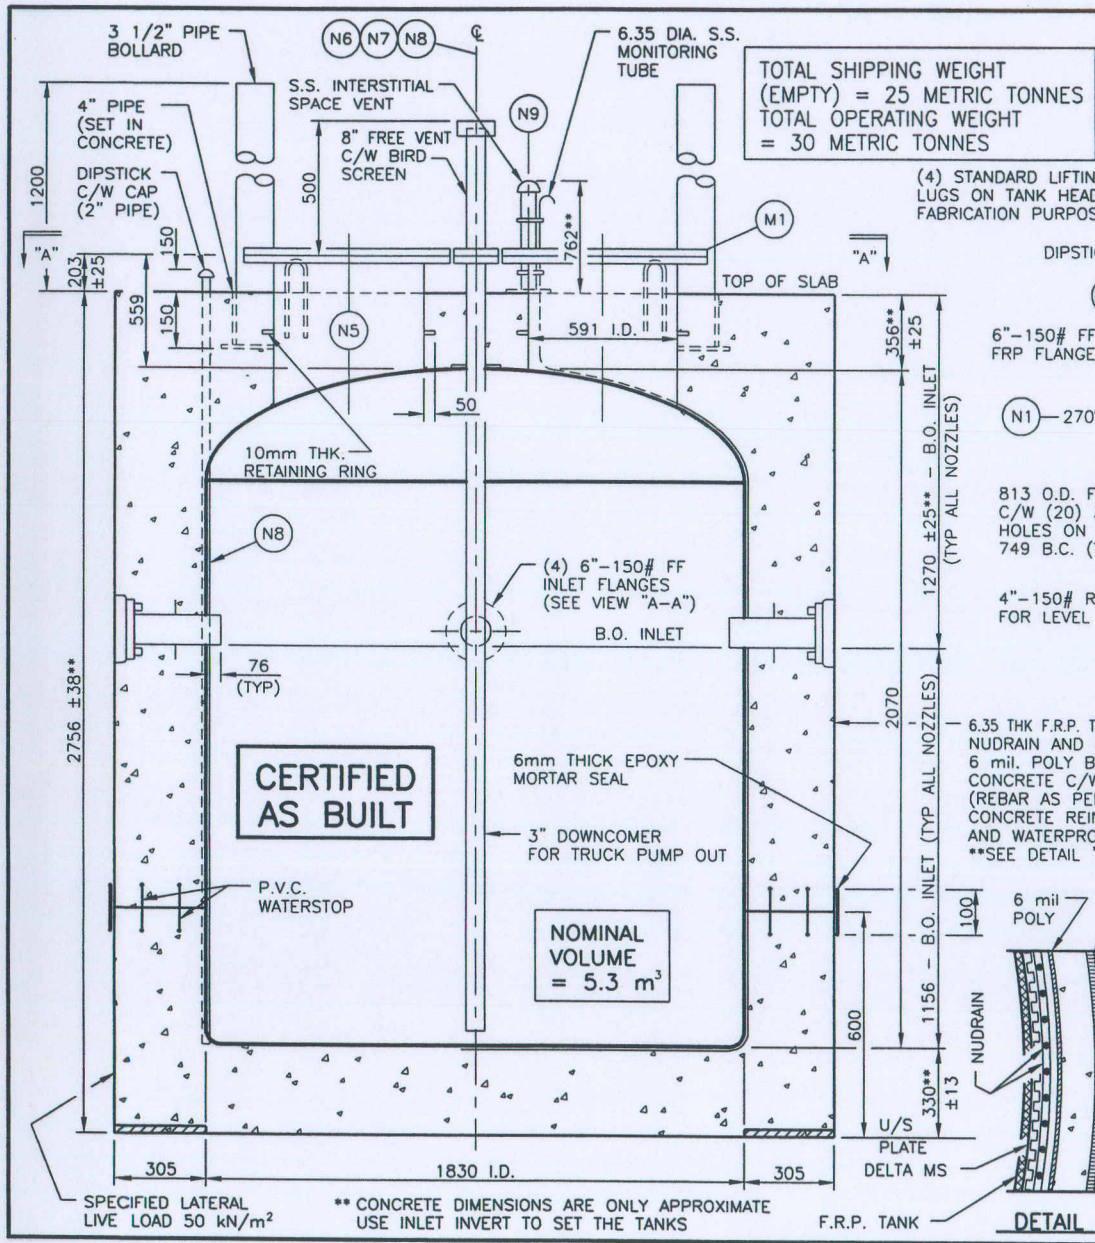 3 1/2" PIPE
BOLLARD
N6 N7 N8
℄
6.35 DIA. S.S.
MONITORING
TUBE
TOTAL SHIPPING WEIGHT
(EMPTY) = 25 METRIC TONNES
TOTAL OPERATING WEIGHT
= 30 METRIC TONNES
S.S. INTERSTITIAL
SPACE VENT
4" PIPE
(SET IN
CONCRETE)
8" FREE VENT
C/W BIRD
SCREEN
N9
DIPSTICK
C/W CAP
(2" PIPE)
1200
500
762**
M1
(4) STANDARD LIFTING
LUGS ON TANK HEAD
FABRICATION PURPOS
"A"
203
±25
150
"A"
DIPSTI
TOP OF SLAB
559
150
N5
591 I.D.
356**
±25
6"-150# FF
FRP FLANGE
50
10mm THK.
RETAINING RING
N1
270
1270 ±25** - B.O. INLET
(TYP ALL NOZZLES)
813 O.D. F
C/W (20)
HOLES ON
749 B.C. (
N8
(4) 6"-150# FF
INLET FLANGES
(SEE VIEW "A-A")
B.O. INLET
4"-150# R
FOR LEVEL
76
(TYP)
2756 ±38**
2070
1156 - B.O. INLET (TYP ALL NOZZLES)
6.35 THK F.R.P. T
NUDRAIN AND
6 mil. POLY B
CONCRETE C/W
(REBAR AS PE
CONCRETE REI
AND WATERPRO
**SEE DETAIL "
CERTIFIED
AS BUILT
6mm THICK EPOXY
MORTAR SEAL
3" DOWNCOMER
FOR TRUCK PUMP OUT
P.V.C.
WATERSTOP
100
6 mil
POLY
NOMINAL
VOLUME
= 5.3 m³
600
NUDRAIN
330**
±13
U/S
PLATE
DELTA MS
305
1830 I.D.
305
SPECIFIED LATERAL
LIVE LOAD 50 kN/m²
** CONCRETE DIMENSIONS ARE ONLY APPROXIMATE
USE INLET INVERT TO SET THE TANKS
F.R.P. TANK
DETAIL